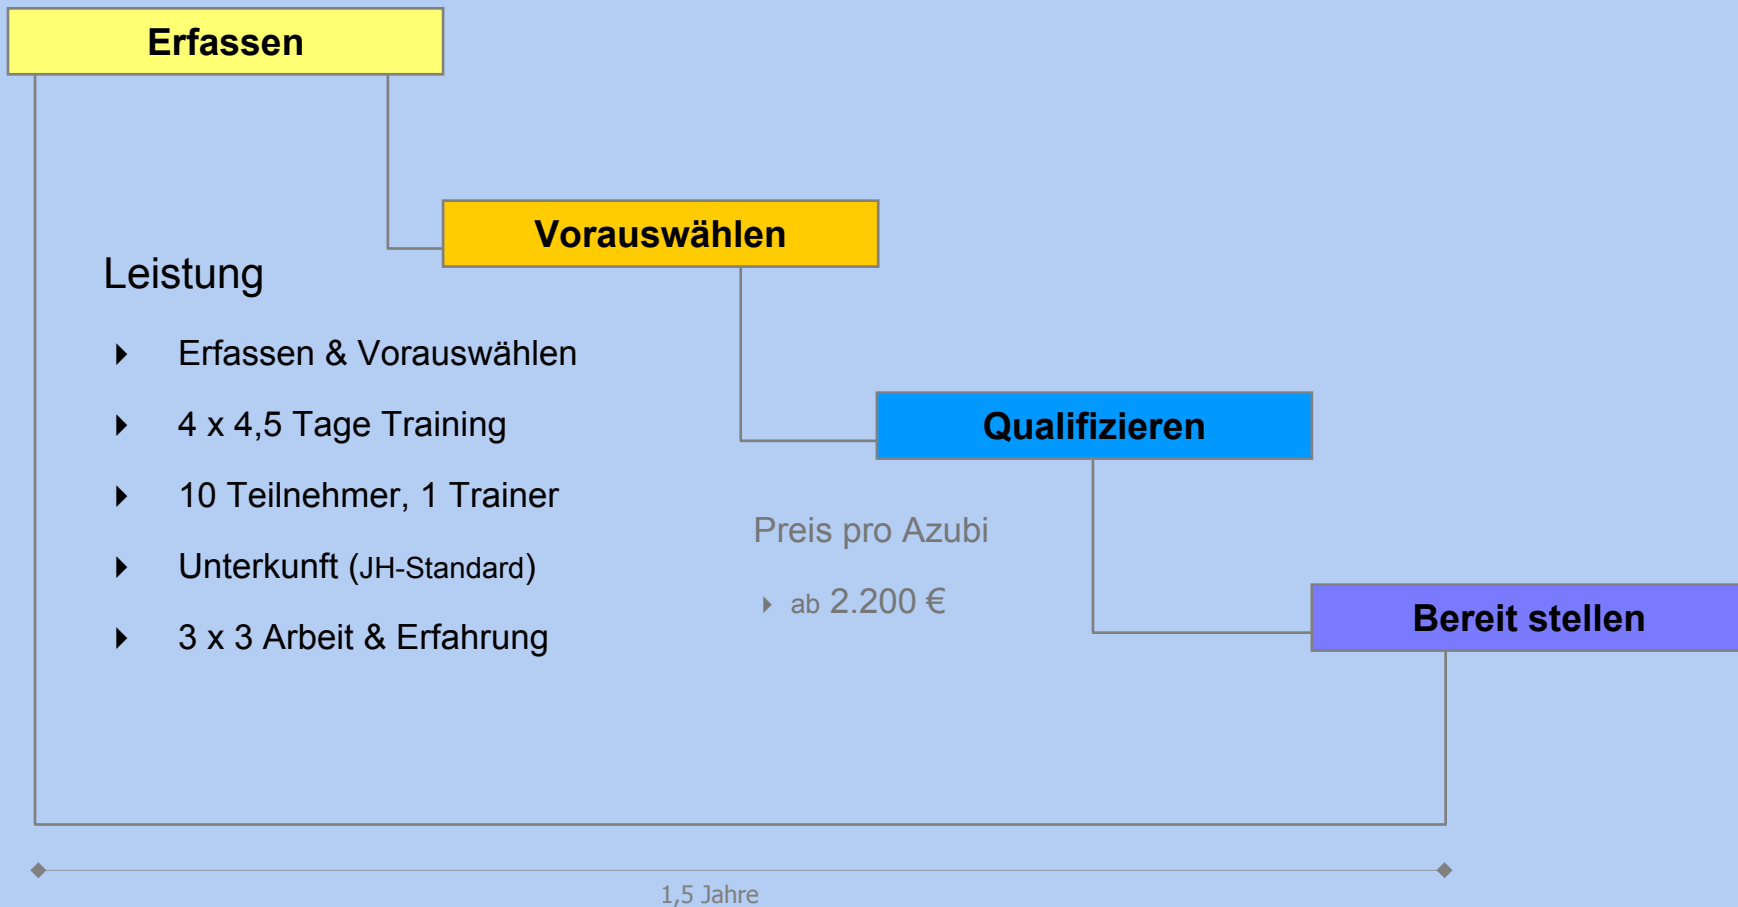 Erfassen
Vorauswählen
Leistung
Erfassen & Vorauswählen
4 x 4,5 Tage Training
10 Teilnehmer, 1 Trainer
Unterkunft (JH-Standard)
3 x 3 Arbeit & Erfahrung
Qualifizieren
Preis pro Azubi
ab 2.200 €
Bereit stellen
1,5 Jahre